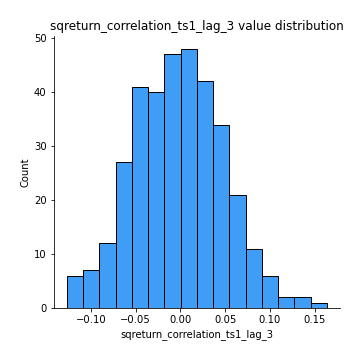 sqreturn_correlation_ts1_lag_3 value distribution
50
40
30
20
10
0
Count
−0.10 −0.05 0.00 0.05 0.10 0.15
sqreturn_correlation_ts1_lag_3